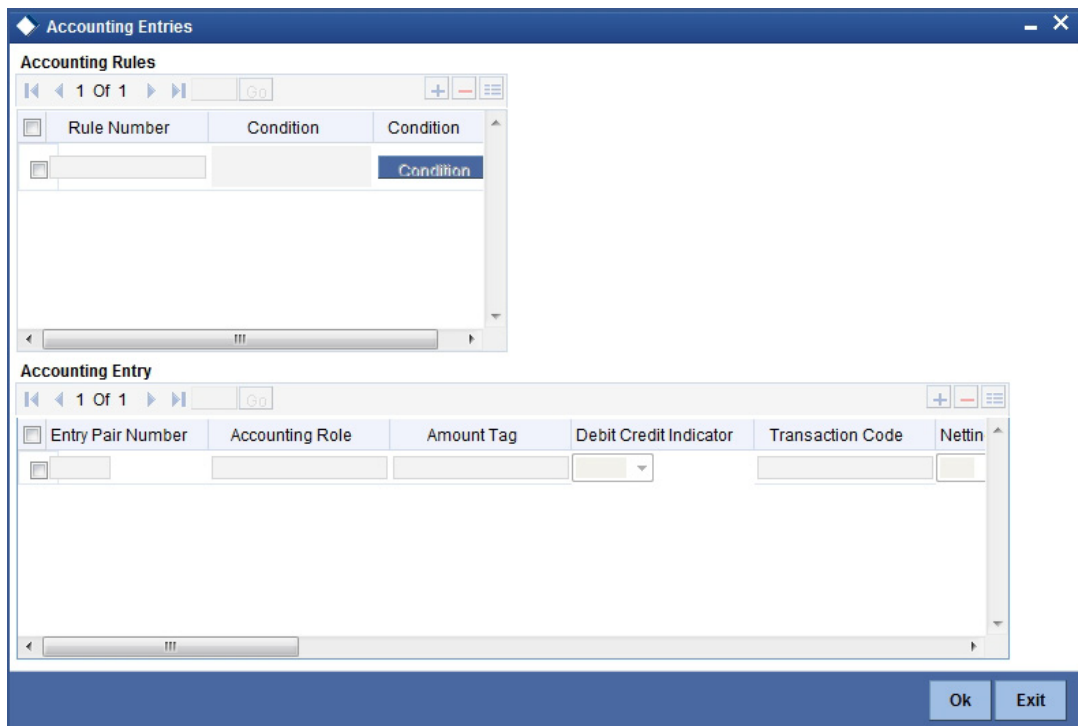 Accounting Entries
Accounting Rules
1 Of 1 Go
Rule Number Condition Condition
Condition
Accounting Entry
1 Of 1 Go
Entry Pair Number Accounting Role Amount Tag Debit Credit Indicator Transaction Code Nettin
Ok Exit